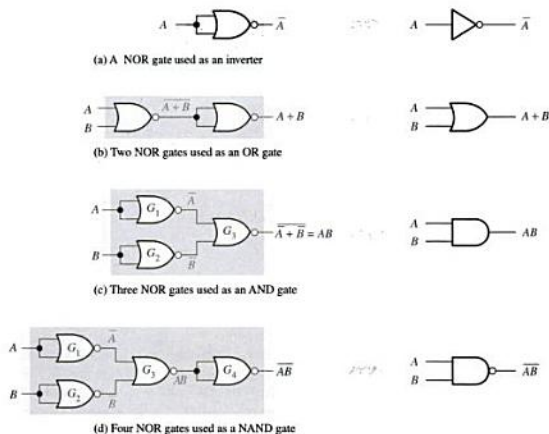 A A̅ A A̅
(a) A NOR gate used as an inverter
A B A̅+̅B̅ A + B A B A + B
(b) Two NOR gates used as an OR gate
A G₁ A̅
G₃ A̅ + B̅ = AB A B AB
B G₂ B̅
(c) Three NOR gates used as an AND gate
A G₁ A̅
G₃ AB G₄ A̅B̅ A B A̅B̅
B G₂ B̅
(d) Four NOR gates used as a NAND gate